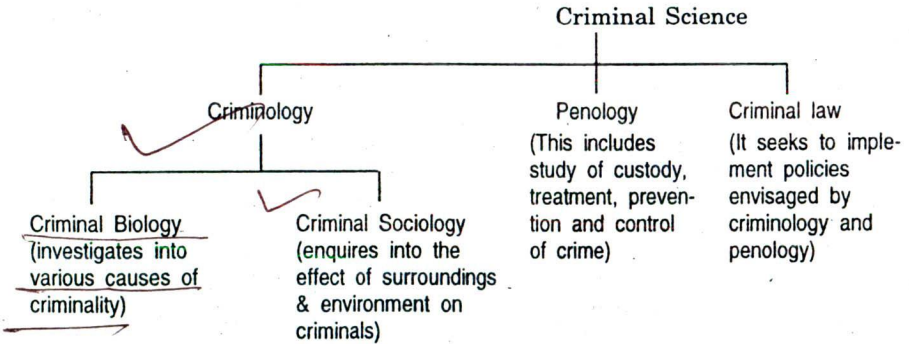 Criminal Science
Criminology
Penology
(This includes
study of custody,
treatment, preven-
tion and control
of crime)
Criminal law
(It seeks to imple-
ment policies
envisaged by
criminology and
penology)
Criminal Biology
(investigates into
various causes of
criminality)
Criminal Sociology
(enquires into the
effect of surroundings
& environment on
criminals)